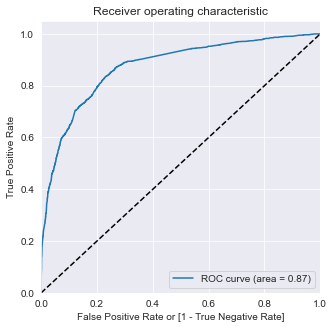 Receiver operating characteristic
True Positive Rate
1.0
0.8
0.6
0.4
0.2
0.0
ROC curve (area = 0.87)
0.0 0.2 0.4 0.6 0.8 1.0
False Positive Rate or [1 - True Negative Rate]